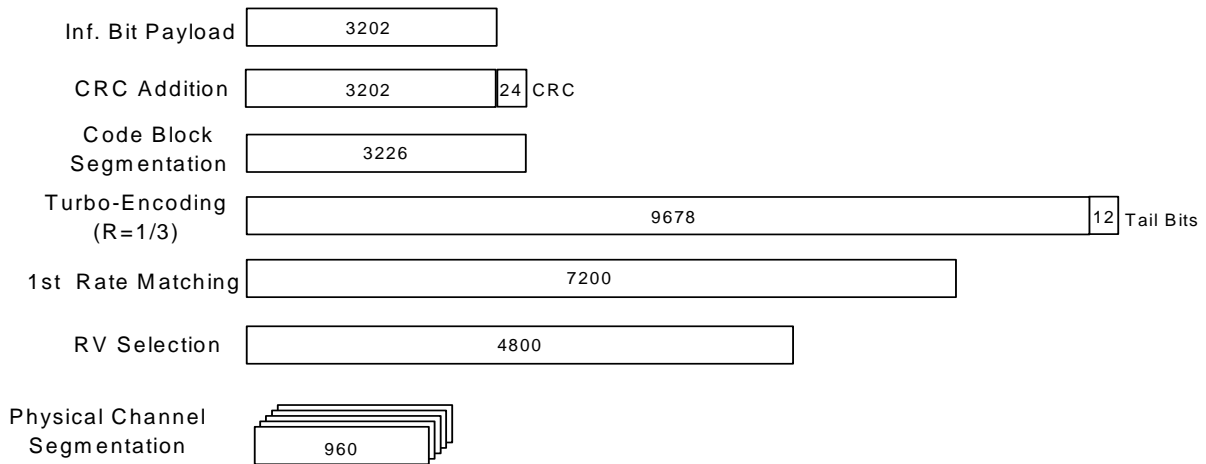 Inf. Bit Payload 3202
CRC Addition 3202 24 CRC
Code Block
Segmentation 3226
Turbo-Encoding
(R=1/3) 9678 12 Tail Bits
1st Rate Matching 7200
RV Selection 4800
Physical Channel
Segmentation 960